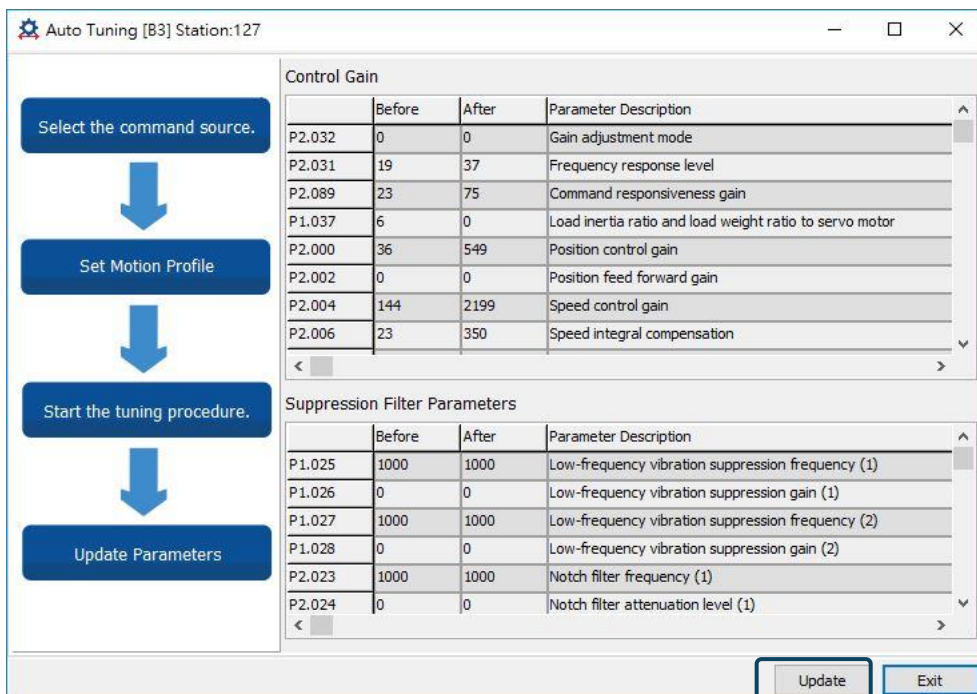 Auto Tuning [B3] Station:127
Select the command source.
Set Motion Profile
Start the tuning procedure.
Update Parameters
Control Gain
Before After Parameter Description
P2.032 0 0 Gain adjustment mode
P2.031 19 37 Frequency response level
P2.089 23 75 Command responsiveness gain
P1.037 6 0 Load inertia ratio and load weight ratio to servo motor
P2.000 36 549 Position control gain
P2.002 0 0 Position feed forward gain
P2.004 144 2199 Speed control gain
P2.006 23 350 Speed integral compensation
Suppression Filter Parameters
Before After Parameter Description
P1.025 1000 1000 Low-frequency vibration suppression frequency (1)
P1.026 0 0 Low-frequency vibration suppression gain (1)
P1.027 1000 1000 Low-frequency vibration suppression frequency (2)
P1.028 0 0 Low-frequency vibration suppression gain (2)
P2.023 1000 1000 Notch filter frequency (1)
P2.024 0 0 Notch filter attenuation level (1)
Update Exit